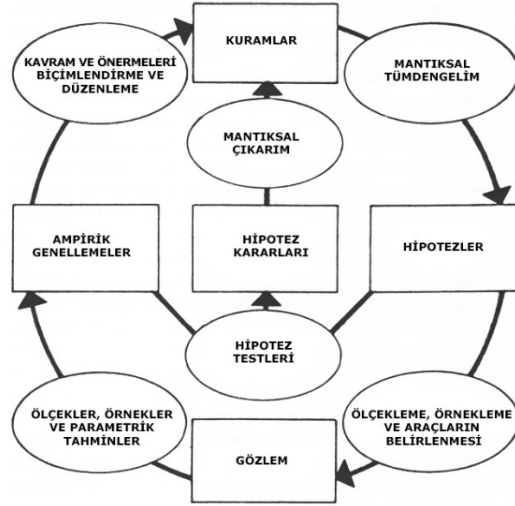 KURAMLAR
KAVRAM VE ÖNERMELERİ
BİÇİMLENDİRME VE
DÜZENLEME
MANTIKSAL
TÜMDENGELİM
MANTIKSAL
ÇIKARIM
AMPİRİK
GENELLEMELER
HİPOTEZ
KARARLARI
HİPOTEZLER
HİPOTEZ
TESTLERİ
ÖLÇEKLER, ÖRNEKLER
VE PARAMETRİK
TAHMİNLER
ÖLÇEKLEME, ÖRNEKLEME
VE ARAÇLARIN
BELİRLENMESİ
GÖZLEM